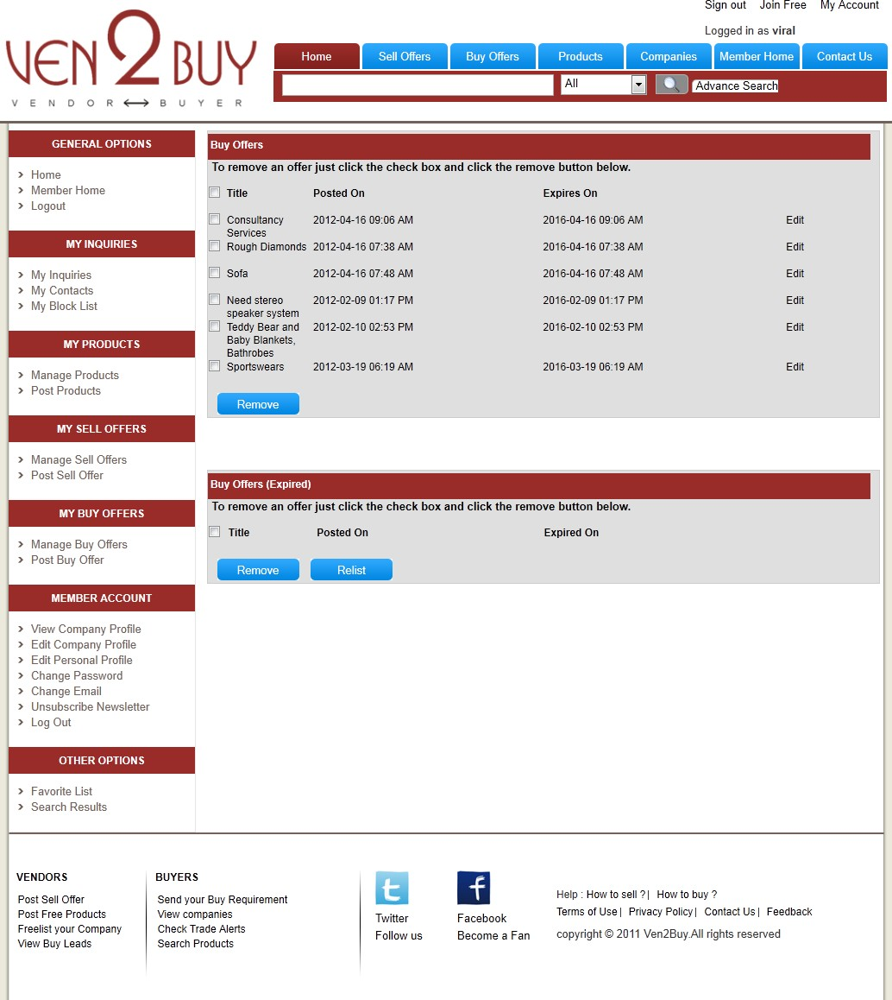 Sign out Join Free My Account
Logged in as viral
VEN 2 BUY
VENDOR BUYER
Home Sell Offers Buy Offers Products Companies Member Home Contact Us
All Advance Search
GENERAL OPTIONS
Home
Member Home
Logout
MY INQUIRIES
My Inquiries
My Contacts
My Block List
MY PRODUCTS
Manage Products
Post Products
MY SELL OFFERS
Manage Sell Offers
Post Sell Offer
MY BUY OFFERS
Manage Buy Offers
Post Buy Offer
MEMBER ACCOUNT
View Company Profile
Edit Company Profile
Edit Personal Profile
Change Password
Change Email
Unsubscribe Newsletter
Log Out
OTHER OPTIONS
Favorite List
Search Results
Buy Offers
To remove an offer just click the check box and click the remove button below.
Title Posted On Expires On
Consultancy 2012-04-16 09:06 AM 2016-04-16 09:06 AM Edit
Services
Rough Diamonds 2012-04-16 07:38 AM 2016-04-16 07:38 AM Edit
Sofa 2012-04-16 07:48 AM 2016-04-16 07:48 AM Edit
Need stereo 2012-02-09 01:17 PM 2016-02-09 01:17 PM Edit
speaker system
Teddy Bear and 2012-02-10 02:53 PM 2016-02-10 02:53 PM Edit
Baby Blankets,
Bathrobes
Sportswears 2012-03-19 06:19 AM 2016-03-19 06:19 AM Edit
Remove
Buy Offers (Expired)
To remove an offer just click the check box and click the remove button below.
Title Posted On Expired On
Remove Relist
VENDORS
Post Sell Offer
Post Free Products
Freelist your Company
View Buy Leads
BUYERS
Send your Buy Requirement
View companies
Check Trade Alerts
Search Products
t
Twitter
Follow us
f
Facebook
Become a Fan
Help : How to sell ? | How to buy ?
Terms of Use | Privacy Policy | Contact Us | Feedback
copyright © 2011 Ven2Buy.All rights reserved